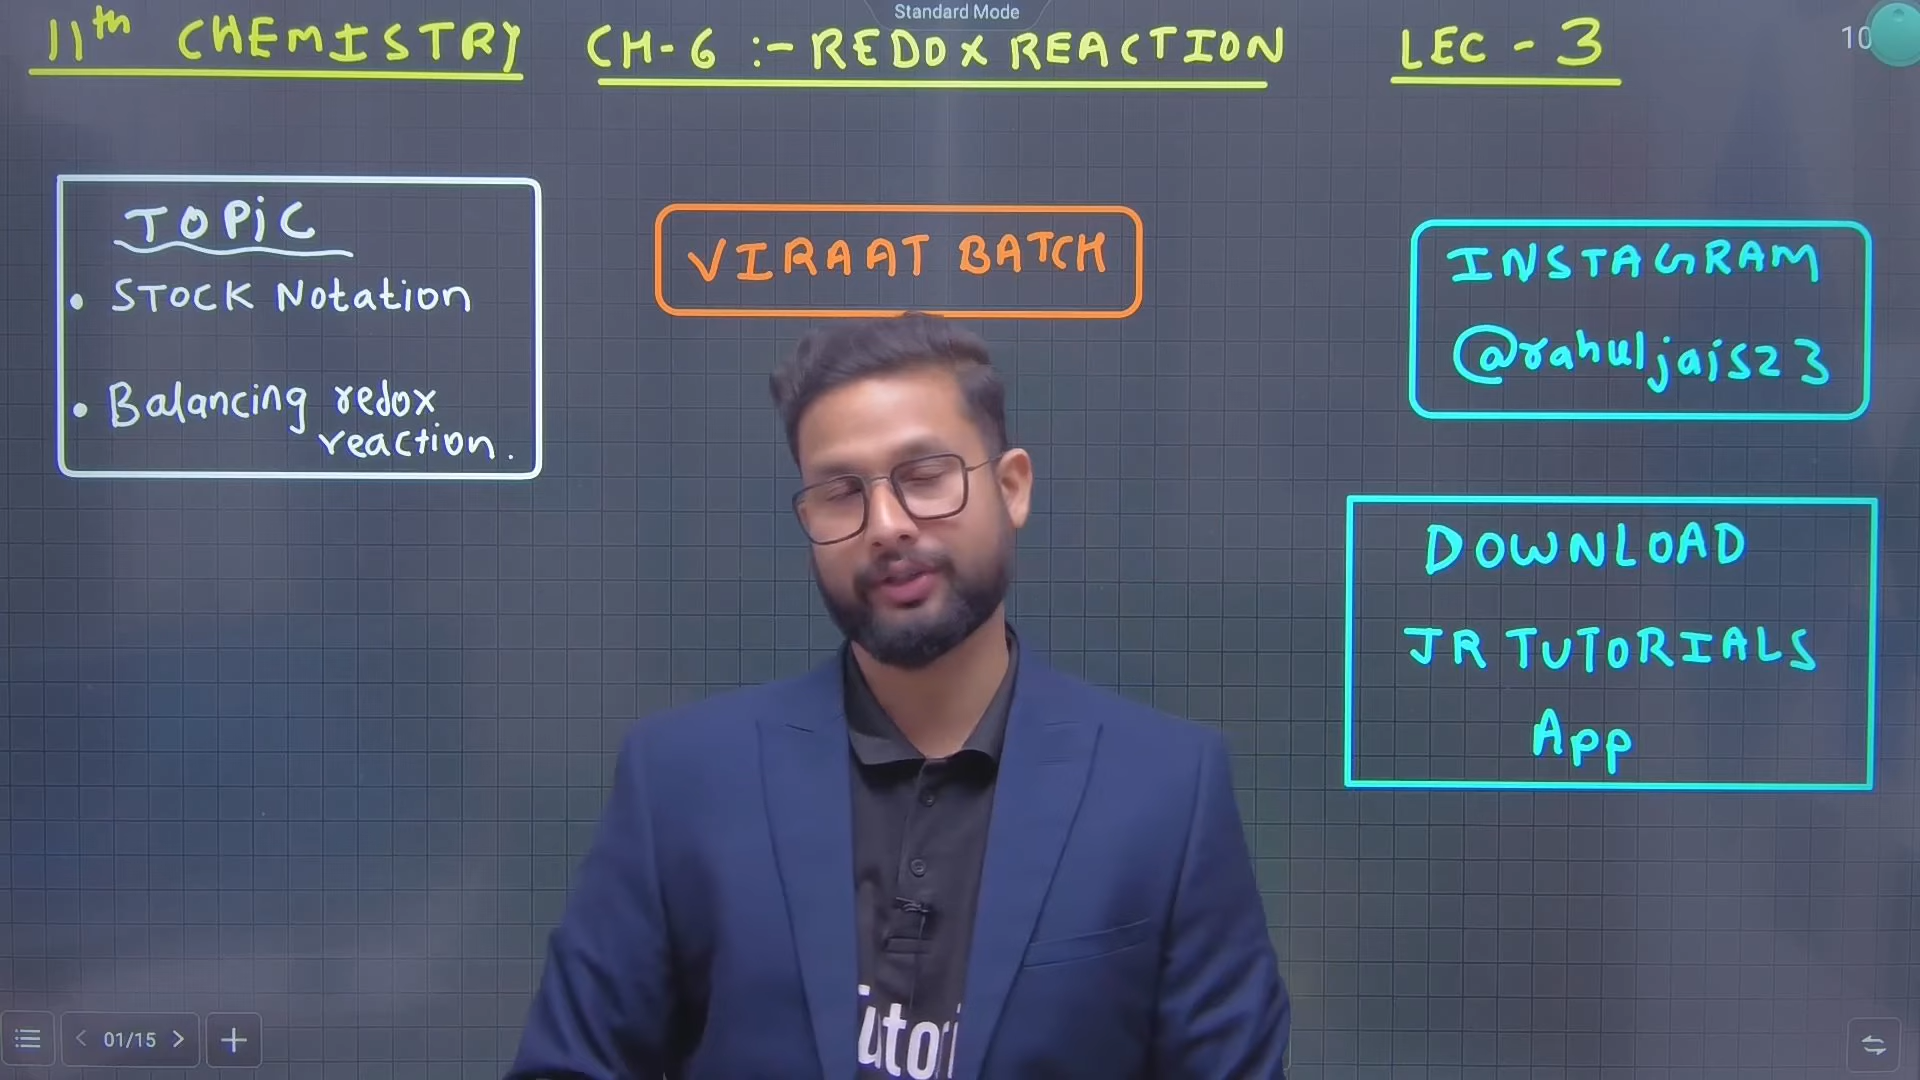 Standard Mode
11th CHEMISTRY CH-6 :- REDOX REACTION LEC - 3
10
TOPIC
• STOCK Notation
• Balancing redox
reaction.
VIRAAT BATCH
INSTAGRAM
@rahuljais23
DOWNLOAD
JR TUTORIALS
App
utori
01/15